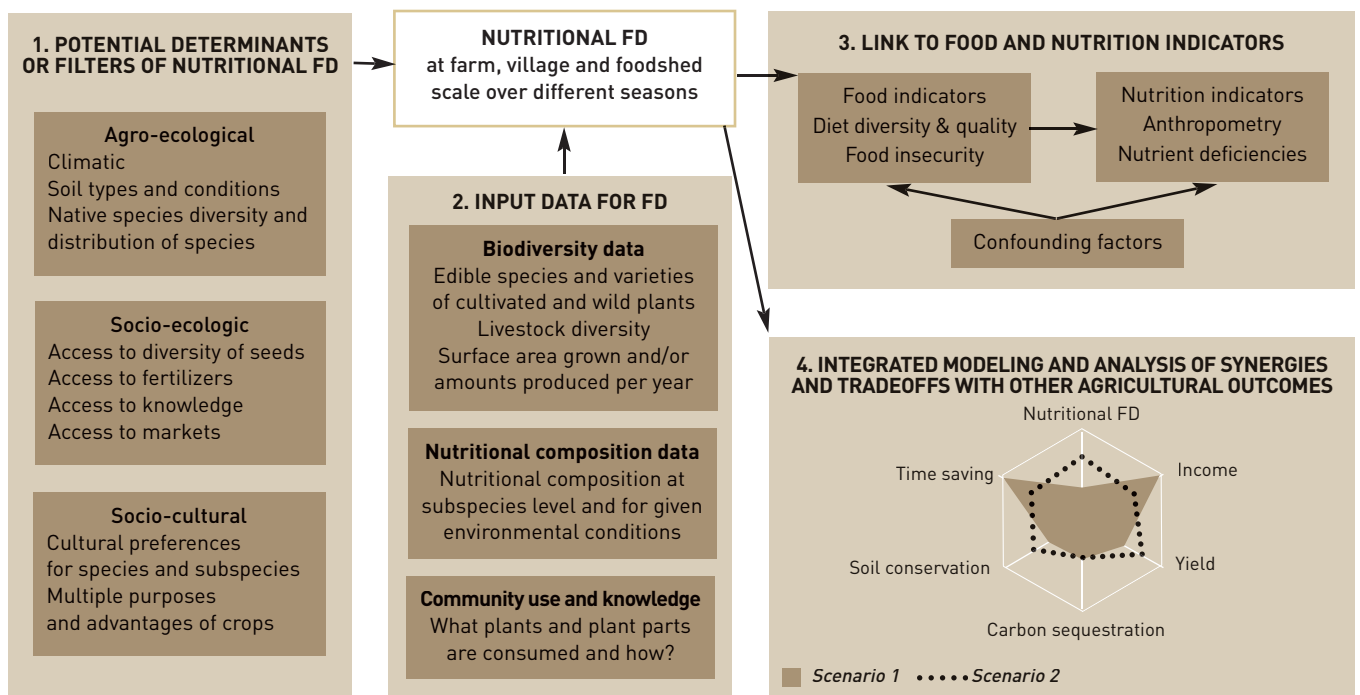 1. POTENTIAL DETERMINANTS
OR FILTERS OF NUTRITIONAL FD
Agro-ecological
Climatic
Soil types and conditions
Native species diversity and
distribution of species
Socio-ecologic
Access to diversity of seeds
Access to fertilizers
Access to knowledge
Access to markets
Socio-cultural
Cultural preferences
for species and subspecies
Multiple purposes
and advantages of crops
NUTRITIONAL FD
at farm, village and foodshed
scale over different seasons
2. INPUT DATA FOR FD
Biodiversity data
Edible species and varieties
of cultivated and wild plants
Livestock diversity
Surface area grown and/or
amounts produced per year
Nutritional composition data
Nutritional composition at
subspecies level and for given
environmental conditions
Community use and knowledge
What plants and plant parts
are consumed and how?
3. LINK TO FOOD AND NUTRITION INDICATORS
Food indicators
Diet diversity & quality
Food insecurity
Nutrition indicators
Anthropometry
Nutrient deficiencies
Confounding factors
4. INTEGRATED MODELING AND ANALYSIS OF SYNERGIES
AND TRADEOFFS WITH OTHER AGRICULTURAL OUTCOMES
Nutritional FD
Time saving
Income
Soil conservation
Yield
Carbon sequestration
Scenario 1
Scenario 2